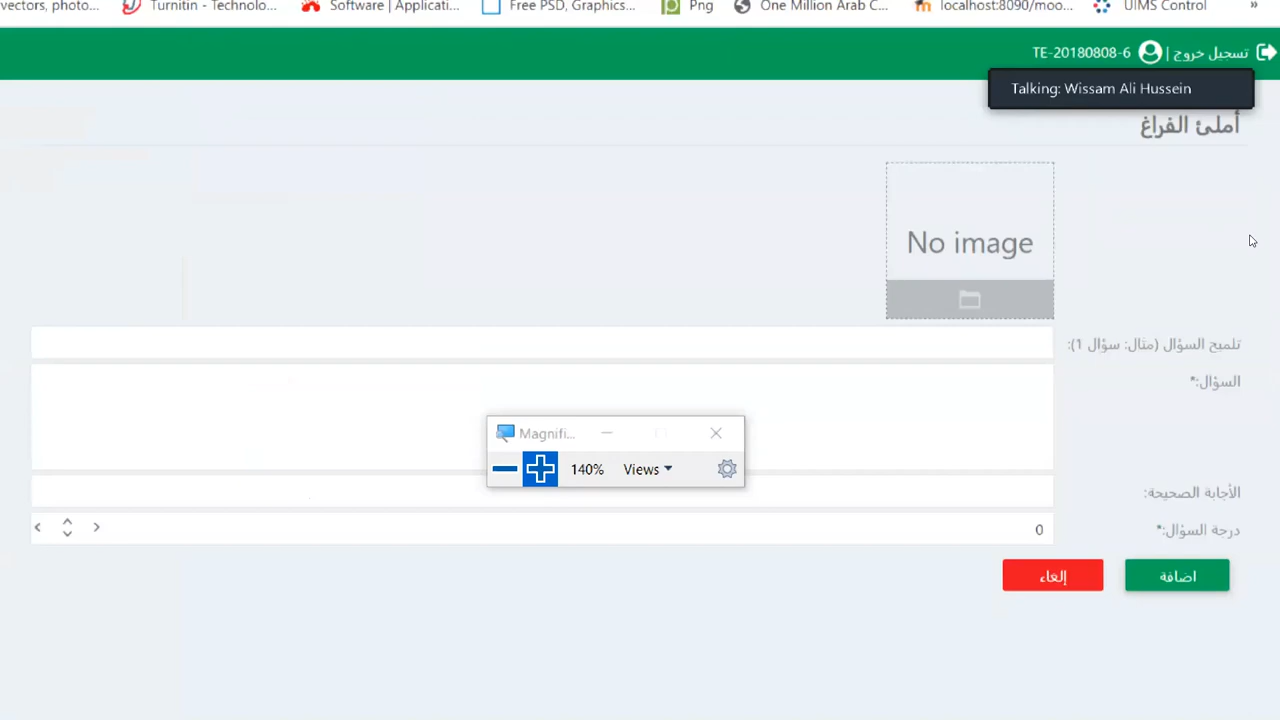 vectors, photo...
Turnitin - Technolo...
Software | Applicati...
Free PSD, Graphics...
Png
One Million Arab C...
localhost:8090/moo...
UIMS Control
»
تسجيل خروج | TE-20180808-6
Talking: Wissam Ali Hussein
أملئ الفراغ
No image
تلميح السؤال (مثال: سؤال 1):
السؤال:*
Magnifi...
140%
Views
الأجابة الصحيحة:
درجة السؤال:*
0
اضافة
إلغاء